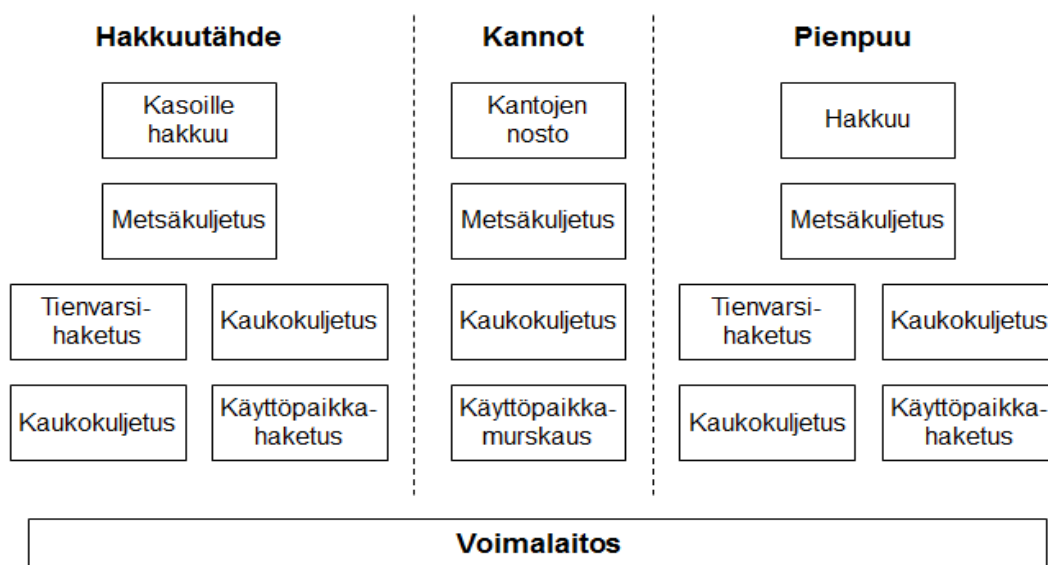 Hakkuutähde
Kannot
Pienpuu
Kasoille
hakkuu
Kantojen
nosto
Hakkuu
Metsäkuljetus
Metsäkuljetus
Metsäkuljetus
Tienvarsi-
haketus
Kaukokuljetus
Kaukokuljetus
Tienvarsi-
haketus
Kaukokuljetus
Kaukokuljetus
Käyttöpaikka-
haketus
Käyttöpaikka-
murskaus
Kaukokuljetus
Käyttöpaikka-
haketus
Voimalaitos